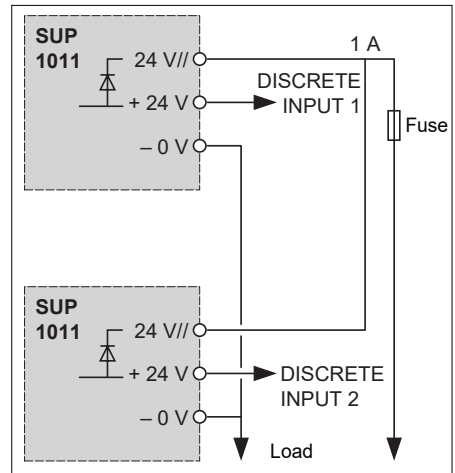 SUP
1011
24 V//
+ 24 V
– 0 V
1 A
DISCRETE
INPUT 1
Fuse
SUP
1011
24 V//
+ 24 V
– 0 V
DISCRETE
INPUT 2
Load